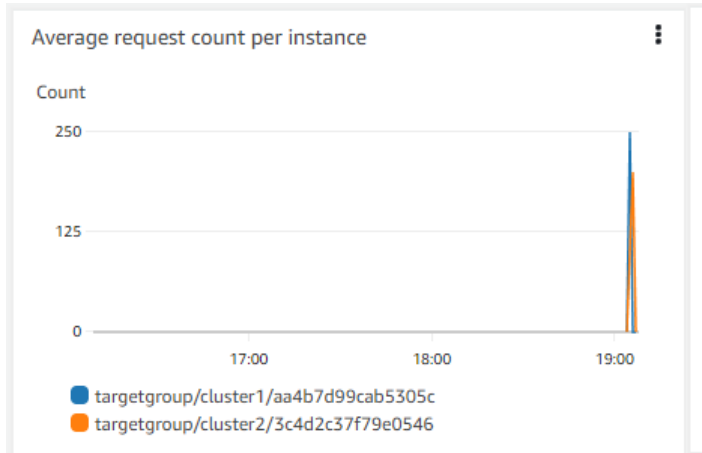 Average request count per instance
Count
250
125
0
17:00 18:00 19:00
targetgroup/cluster1/aa4b7d99cab5305c
targetgroup/cluster2/3c4d2c37f79e0546